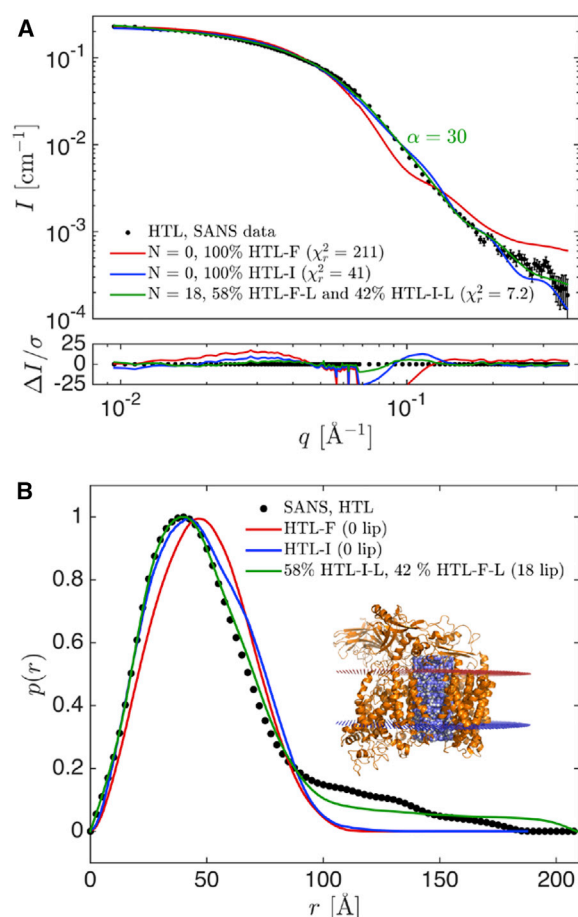 A
10⁻¹
10⁻²
10⁻³
10⁻⁴
I [cm⁻¹]
α = 30
HTL, SANS data
N = 0, 100% HTL-F (χᵣ² = 211)
N = 0, 100% HTL-I (χᵣ² = 41)
N = 18, 58% HTL-F-L and 42% HTL-I-L (χᵣ² = 7.2)
ΔI/σ
25
0
-25
10⁻²
10⁻¹
q [Å⁻¹]
B
SANS, HTL
HTL-F (0 lip)
HTL-I (0 lip)
58% HTL-I-L, 42 % HTL-F-L (18 lip)
p(r)
1
0.8
0.6
0.4
0.2
0
0
50
100
150
200
r [Å]